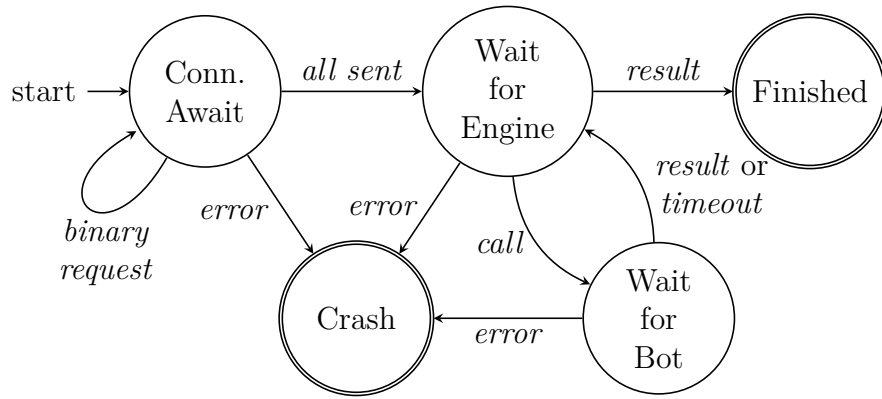 start
Conn.
Await
all sent
Wait
for
Engine
result
Finished
binary
request
error
error
call
result or
timeout
Crash
error
Wait
for
Bot